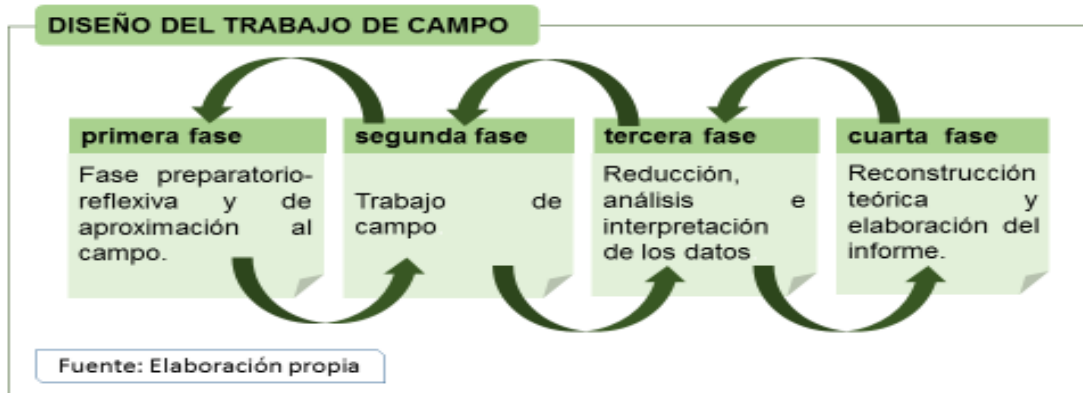 DISEÑO DEL TRABAJO DE CAMPO
primera fase
Fase preparatorio-
reflexiva y de
aproximación al
campo.
segunda fase
Trabajo de
campo
tercera fase
Reducción,
análisis e
interpretación
de los datos
cuarta fase
Reconstrucción
teórica y
elaboración del
informe.
Fuente: Elaboración propia